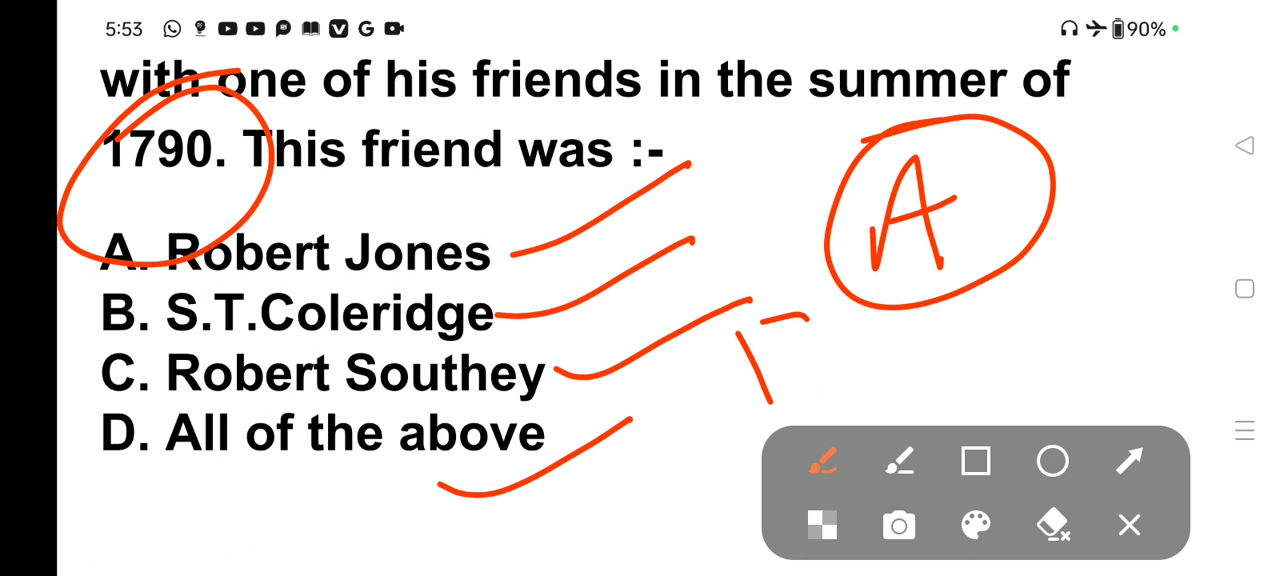 5:53
90%
with one of his friends in the summer of
1790. This friend was :-
A
A. Robert Jones
B. S.T.Coleridge
C. Robert Southey
D. All of the above